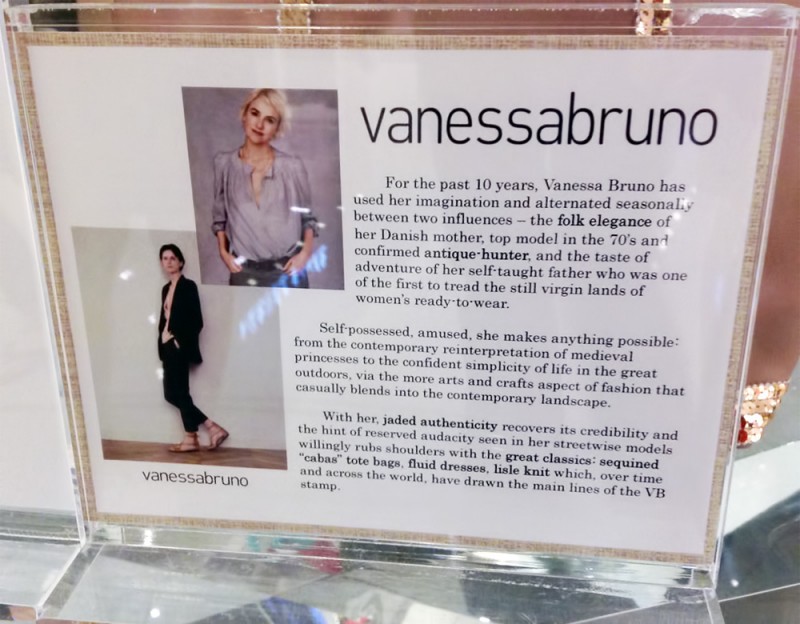 vanessabruno
For the past 10 years, Vanessa Bruno has
used her imagination and alternated seasonally
between two influences – the folk elegance of
her Danish mother, top model in the 70's and
confirmed antique-hunter, and the taste of
adventure of her self-taught father who was one
of the first to tread the still virgin lands of
women's ready-to-wear.
Self-possessed, amused, she makes anything possible:
from the contemporary reinterpretation of medieval
princesses to the confident simplicity of life in the great
outdoors, via the more arts and crafts aspect of fashion that
casually blends into the contemporary landscape.
With her, jaded authenticity recovers its credibility and
the hint of reserved audacity seen in her streetwise models
willingly rubs shoulders with the great classics: sequined
"cabas" tote bags, fluid dresses, lisle knit which, over time
and across the world, have drawn the main lines of the VB
stamp.
vanessabruno